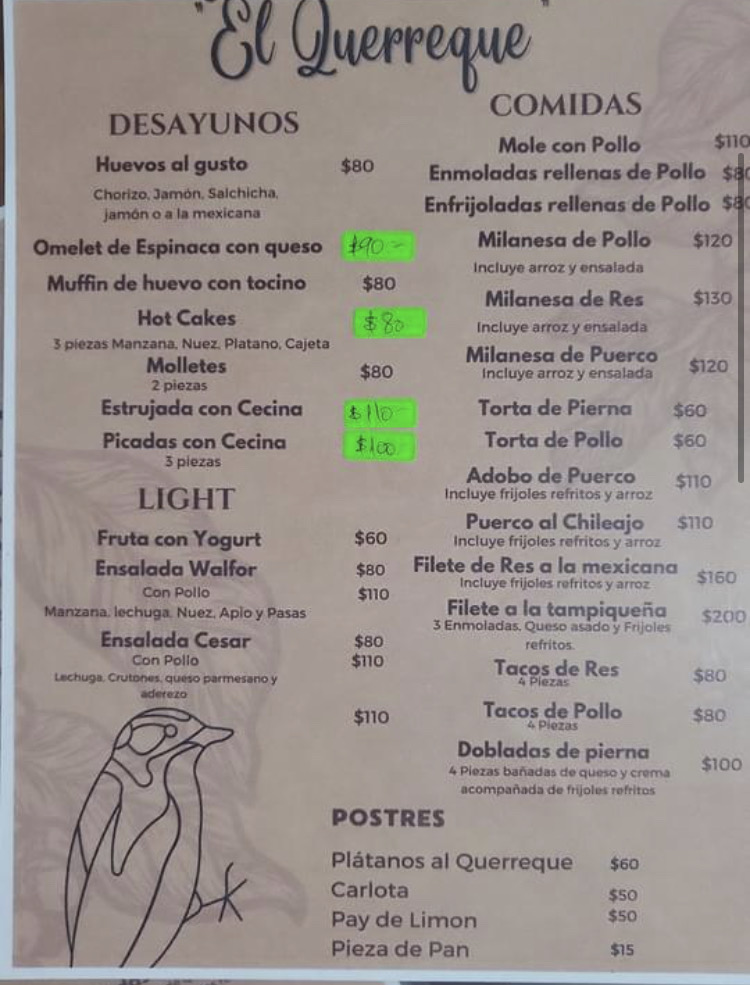 "El Querreque"
DESAYUNOS
Huevos al gusto $80
Chorizo, Jamón, Salchicha,
jamón o a la mexicana
Omelet de Espinaca con queso $90-
Muffin de huevo con tocino $80
Hot Cakes $80
3 piezas Manzana, Nuez, Platano, Cajeta
Molletes $80
2 piezas
Estrujada con Cecina $110-
Picadas con Cecina $100
3 piezas
LIGHT
Fruta con Yogurt $60
Ensalada Walfor $80
Con Pollo $110
Manzana, lechuga, Nuez, Apio y Pasas
Ensalada Cesar $80
Con Pollo $110
Lechuga, Crutones, queso parmesano y
aderezo
$110
COMIDAS
Mole con Pollo $110
Enmoladas rellenas de Pollo $80
Enfrijoladas rellenas de Pollo $80
Milanesa de Pollo $120
Incluye arroz y ensalada
Milanesa de Res $130
Incluye arroz y ensalada
Milanesa de Puerco $120
Incluye arroz y ensalada
Torta de Pierna $60
Torta de Pollo $60
Adobo de Puerco $110
Incluye frijoles refritos y arroz
Puerco al Chileajo $110
Incluye frijoles refritos y arroz
Filete de Res a la mexicana $160
Incluye frijoles refritos y arroz
Filete a la tampiqueña $200
3 Enmoladas, Queso asado y Frijoles
refritos.
Tacos de Res $80
4 Piezas
Tacos de Pollo $80
4 Piezas
Dobladas de pierna $100
4 Piezas bañadas de queso y crema
acompañada de frijoles refritos
POSTRES
Plátanos al Querreque $60
Carlota $50
Pay de Limon $50
Pieza de Pan $15